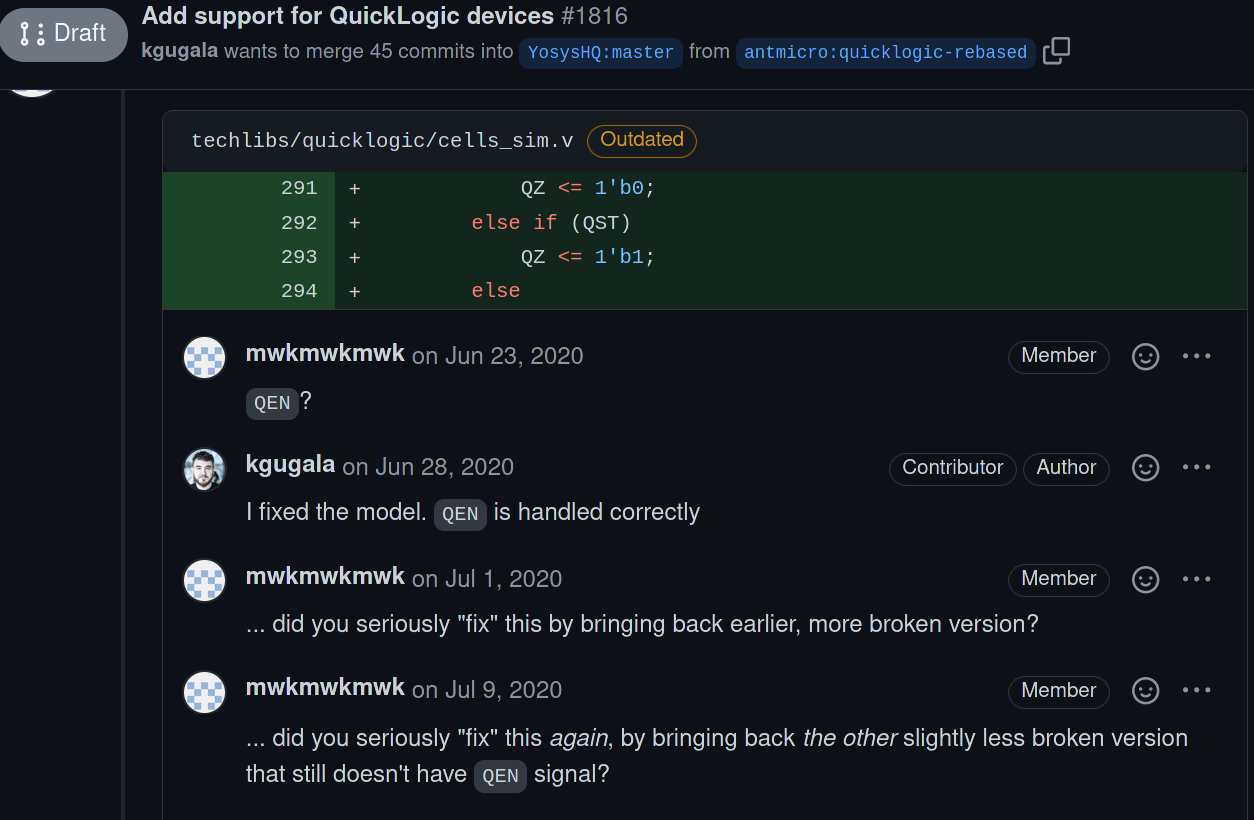 Draft
Add support for QuickLogic devices #1816
kgugala wants to merge 45 commits into YosysHQ:master from antmicro:quicklogic-rebased
techlibs/quicklogic/cells_sim.v Outdated
291 + QZ <= 1'b0;
292 + else if (QST)
293 + QZ <= 1'b1;
294 + else
mwkmwkmwk on Jun 23, 2020 Member
QEN?
kgugala on Jun 28, 2020 Contributor Author
I fixed the model. QEN is handled correctly
mwkmwkmwk on Jul 1, 2020 Member
... did you seriously "fix" this by bringing back earlier, more broken version?
mwkmwkmwk on Jul 9, 2020 Member
... did you seriously "fix" this again, by bringing back the other slightly less broken version
that still doesn't have QEN signal?